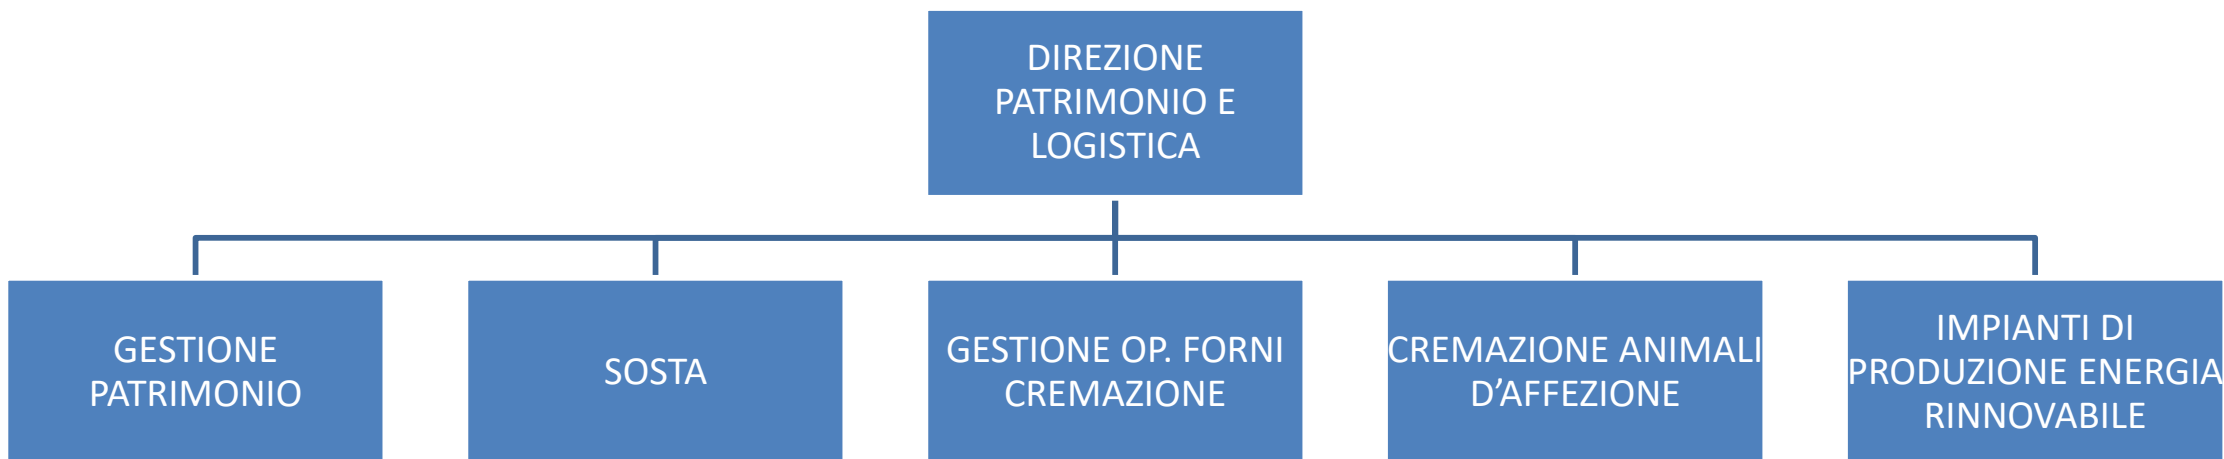 DIREZIONE
PATRIMONIO E
LOGISTICA
GESTIONE
PATRIMONIO
SOSTA
GESTIONE OP. FORNI
CREMAZIONE
CREMAZIONE ANIMALI
D’AFFEZIONE
IMPIANTI DI
PRODUZIONE ENERGIA
RINNOVABILE